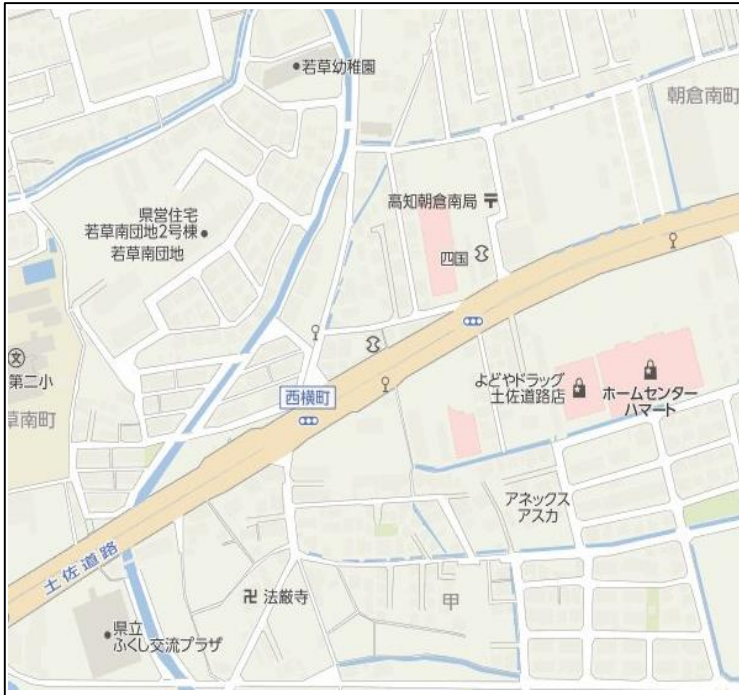 若草幼稚園
朝倉南町
高知朝倉南局
県営住宅
若草南団地2号棟
若草南団地
四国
第二小
草南町
西横町
よどやドラッグ
土佐道路店
ホームセンター
ハマート
アネックス
アスカ
土佐道路
卍 法厳寺
甲
県立
ふくし交流プラザ